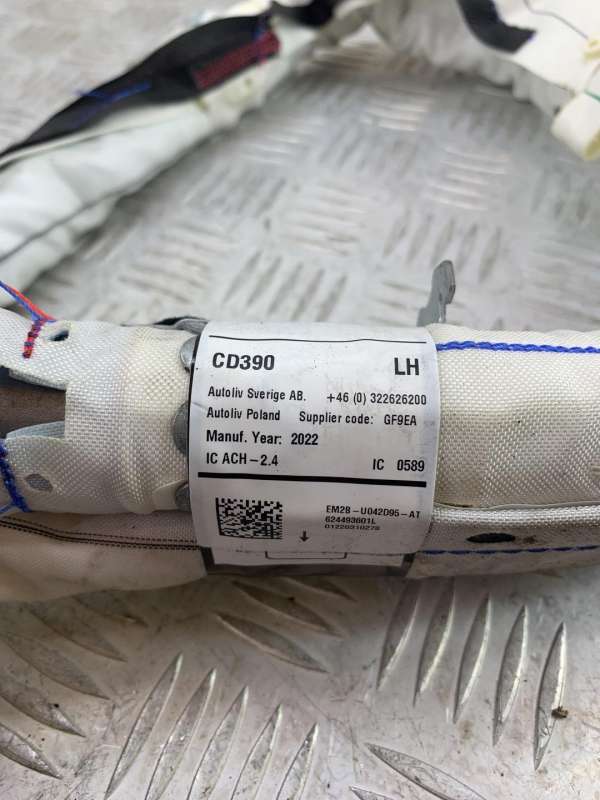 CD390 LH
Autoliv Sverige AB. +46 (0) 322626200
Autoliv Poland Supplier code: GF9EA
Manuf. Year: 2022
IC ACH-2.4 IC 0589
EM2B-U042D95-AT
624493601L
01220310278